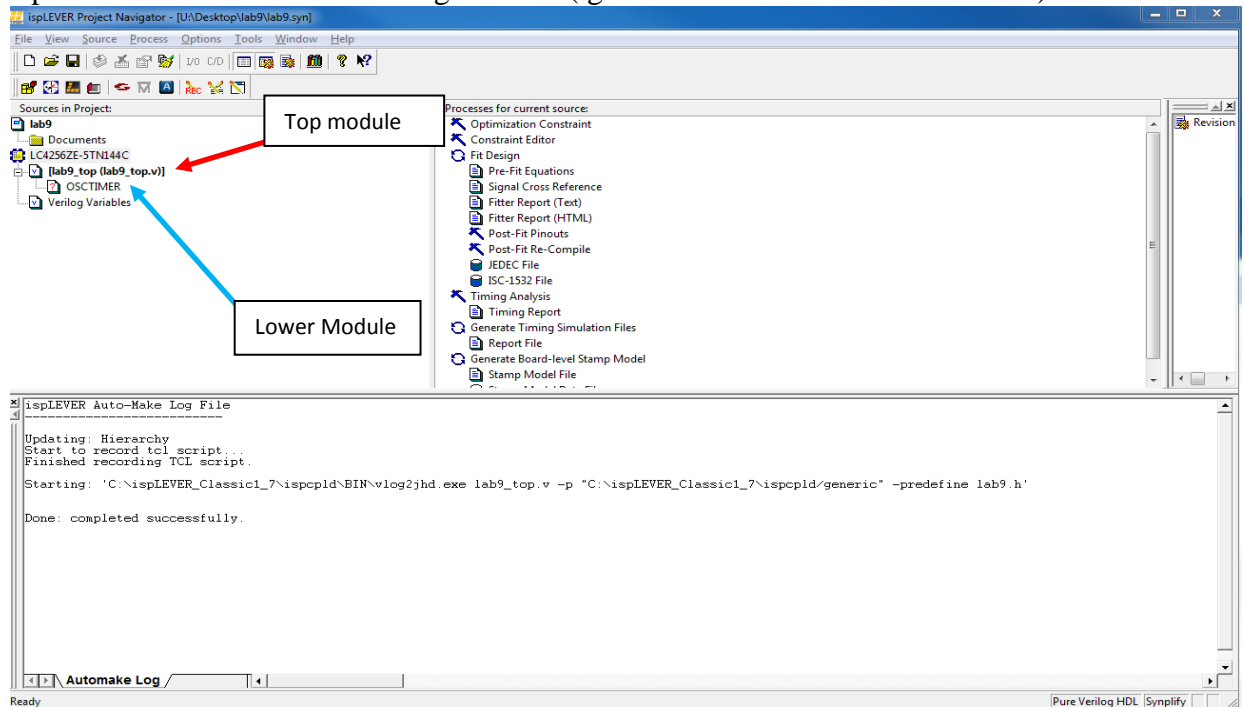 ispLEVER Project Navigator - [U:\Desktop\lab9\lab9.syn]
File View Source Process Options Tools Window Help
I/O C/D
REC
Sources in Project:
lab9
Documents
LC4256ZE-5TN144C
[lab9_top (lab9_top.v)]
OSCTIMER
Verilog Variables
Top module
Lower Module
Processes for current source:
Optimization Constraint
Constraint Editor
Fit Design
Pre-Fit Equations
Signal Cross Reference
Fitter Report (Text)
Fitter Report (HTML)
Post-Fit Pinouts
Post-Fit Re-Compile
JEDEC File
ISC-1532 File
Timing Analysis
Timing Report
Generate Timing Simulation Files
Report File
Generate Board-level Stamp Model
Stamp Model File
Revision
ispLEVER Auto-Make Log File
---------------------------
Updating: Hierarchy
Start to record tcl script...
Finished recording TCL script.
Starting: 'C:\ispLEVER_Classic1_7\ispcpld\BIN\vlog2jhd.exe lab9_top.v -p "C:\ispLEVER_Classic1_7\ispcpld/generic" -predefine lab9.h'
Done: completed successfully.
Automake Log
Ready
Pure Verilog HDL Synplify